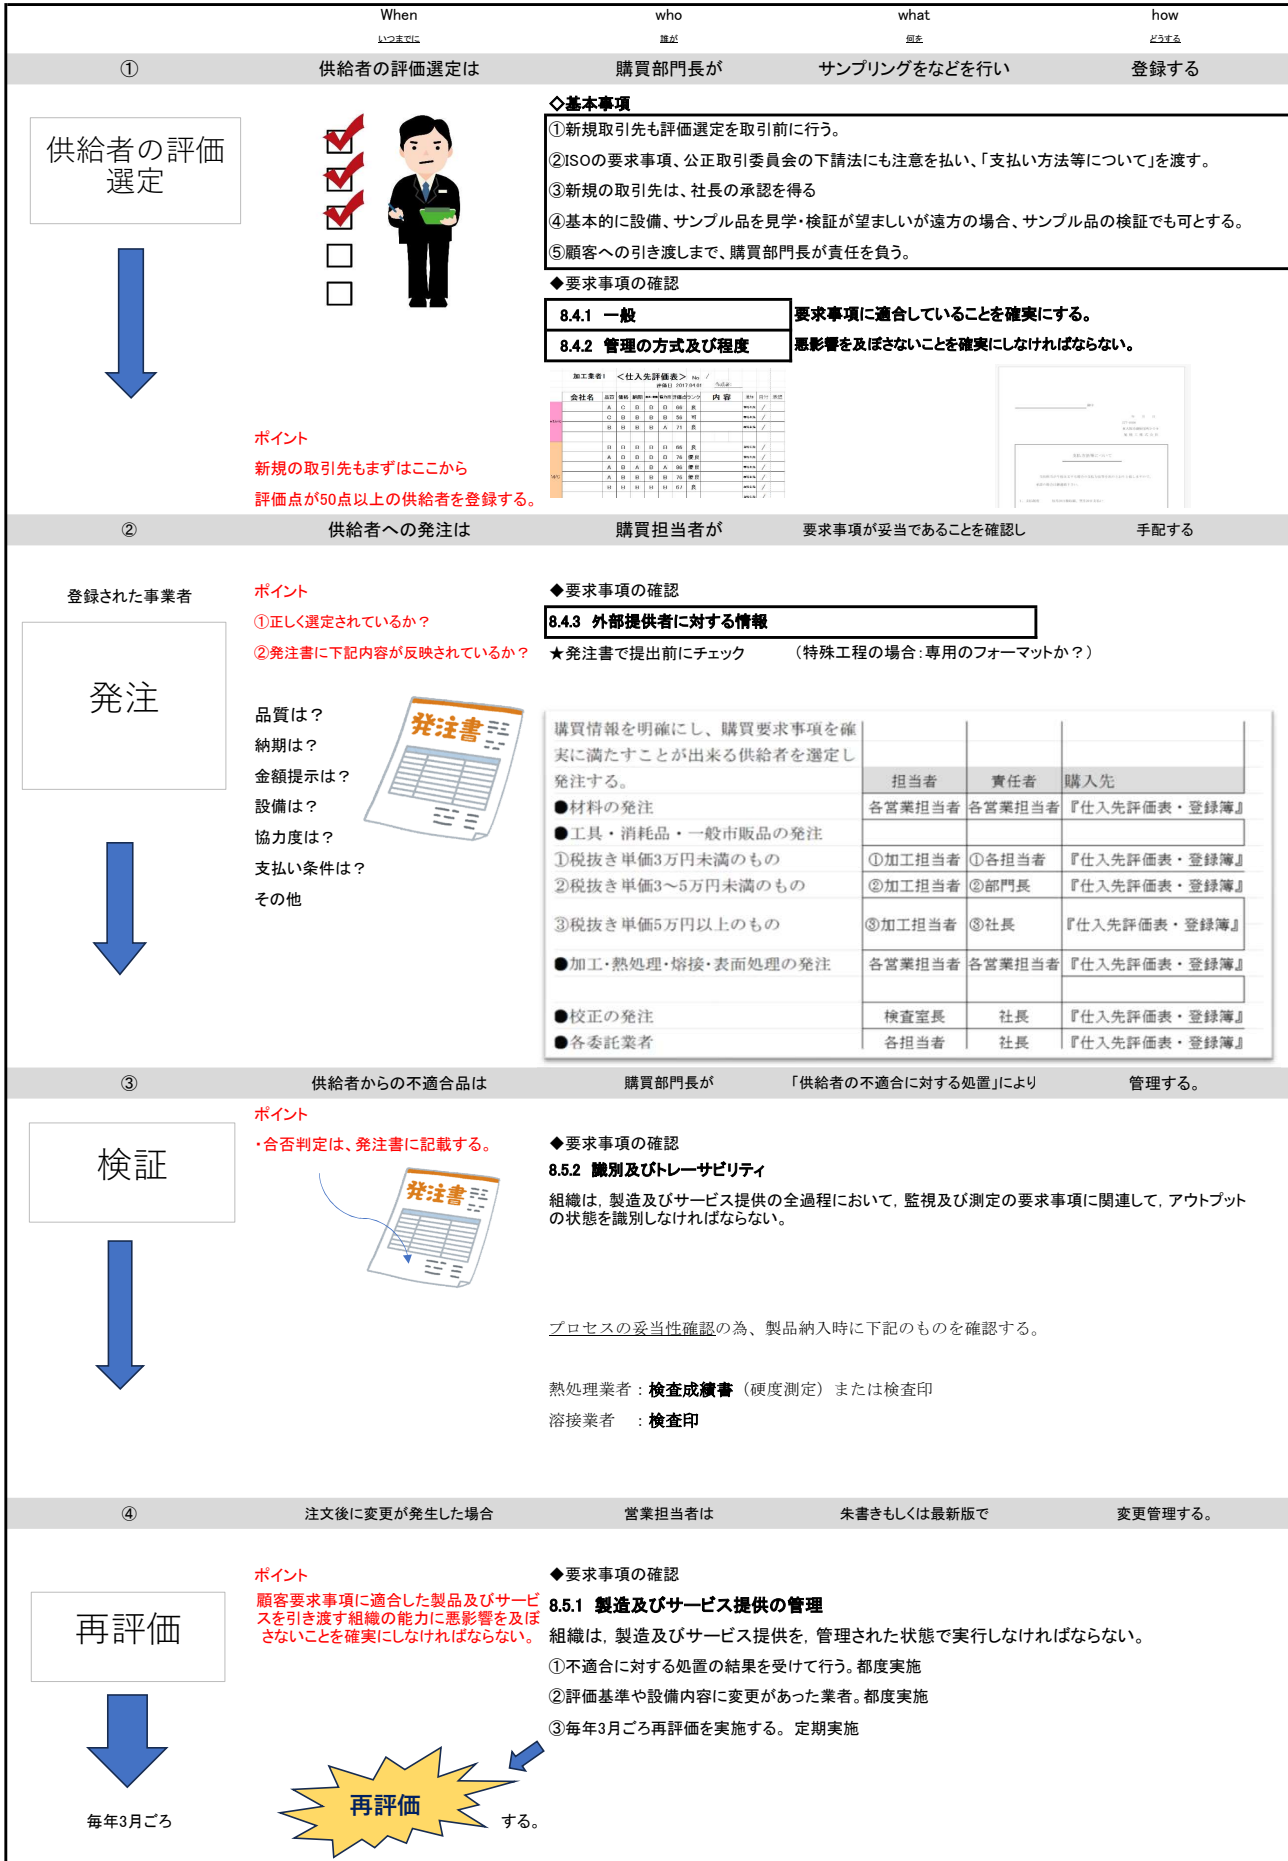 When who what how
いつまでに 誰が 何を どうする
① 供給者の評価選定は 購買部門長が サンプリングをなどを行い 登録する
供給者の評価
選定
◇基本事項
①新規取引先も評価選定を取引前に行う。
②ISOの要求事項、公正取引委員会の下請法にも注意を払い、「支払い方法等について」を渡す。
③新規の取引先は、社長の承認を得る
④基本的に設備、サンプル品を見学・検証が望ましいが遠方の場合、サンプル品の検証でも可とする。
⑤顧客への引き渡しまで、購買部門長が責任を負う。
◆要求事項の確認
8.4.1 一般 要求事項に適合していることを確実にする。
8.4.2 管理の方式及び程度 悪影響を及ぼさないことを確実にしなければならない。
加工業者1 <仕入先評価表> No /
会社名 品質 価格 納期 内容
ポイント
新規の取引先もまずはここから
評価点が50点以上の供給者を登録する。
② 供給者への発注は 購買担当者が 要求事項が妥当であることを確認し 手配する
登録された事業者
発注
ポイント
①正しく選定されているか？
②発注書に下記内容が反映されているか？
品質は？
納期は？
金額提示は？
設備は？
協力度は？
支払い条件は？
その他
発注書
◆要求事項の確認
8.4.3 外部提供者に対する情報
★発注書で提出前にチェック （特殊工程の場合：専用のフォーマットか？）
購買情報を明確にし、購買要求事項を確
実に満たすことが出来る供給者を選定し
発注する。 担当者 責任者 購入先
●材料の発注 各営業担当者 各営業担当者 『仕入先評価表・登録簿』
●工具・消耗品・一般市販品の発注
①税抜き単価3万円未満のもの ①加工担当者 ①各担当者 『仕入先評価表・登録簿』
②税抜き単価3～5万円未満のもの ②加工担当者 ②部門長 『仕入先評価表・登録簿』
③税抜き単価5万円以上のもの ③加工担当者 ③社長 『仕入先評価表・登録簿』
●加工・熱処理・熔接・表面処理の発注 各営業担当者 各営業担当者 『仕入先評価表・登録簿』
●校正の発注 検査室長 社長 『仕入先評価表・登録簿』
●各委託業者 各担当者 社長 『仕入先評価表・登録簿』
③ 供給者からの不適合品は 購買部門長が 「供給者の不適合に対する処置」により 管理する。
検証
ポイント
・合否判定は、発注書に記載する。
発注書
◆要求事項の確認
8.5.2 識別及びトレーサビリティ
組織は，製造及びサービス提供の全過程において，監視及び測定の要求事項に関連して，アウトプット
の状態を識別しなければならない。
プロセスの妥当性確認の為、製品納入時に下記のものを確認する。
熱処理業者：検査成績書（硬度測定）または検査印
溶接業者 ：検査印
④ 注文後に変更が発生した場合 営業担当者は 朱書きもしくは最新版で 変更管理する。
再評価
ポイント
顧客要求事項に適合した製品及びサービ
スを引き渡す組織の能力に悪影響を及ぼ
さないことを確実にしなければならない。
◆要求事項の確認
8.5.1 製造及びサービス提供の管理
組織は，製造及びサービス提供を，管理された状態で実行しなければならない。
①不適合に対する処置の結果を受けて行う。都度実施
②評価基準や設備内容に変更があった業者。都度実施
③毎年3月ごろ再評価を実施する。 定期実施
毎年3月ごろ 再評価 する。